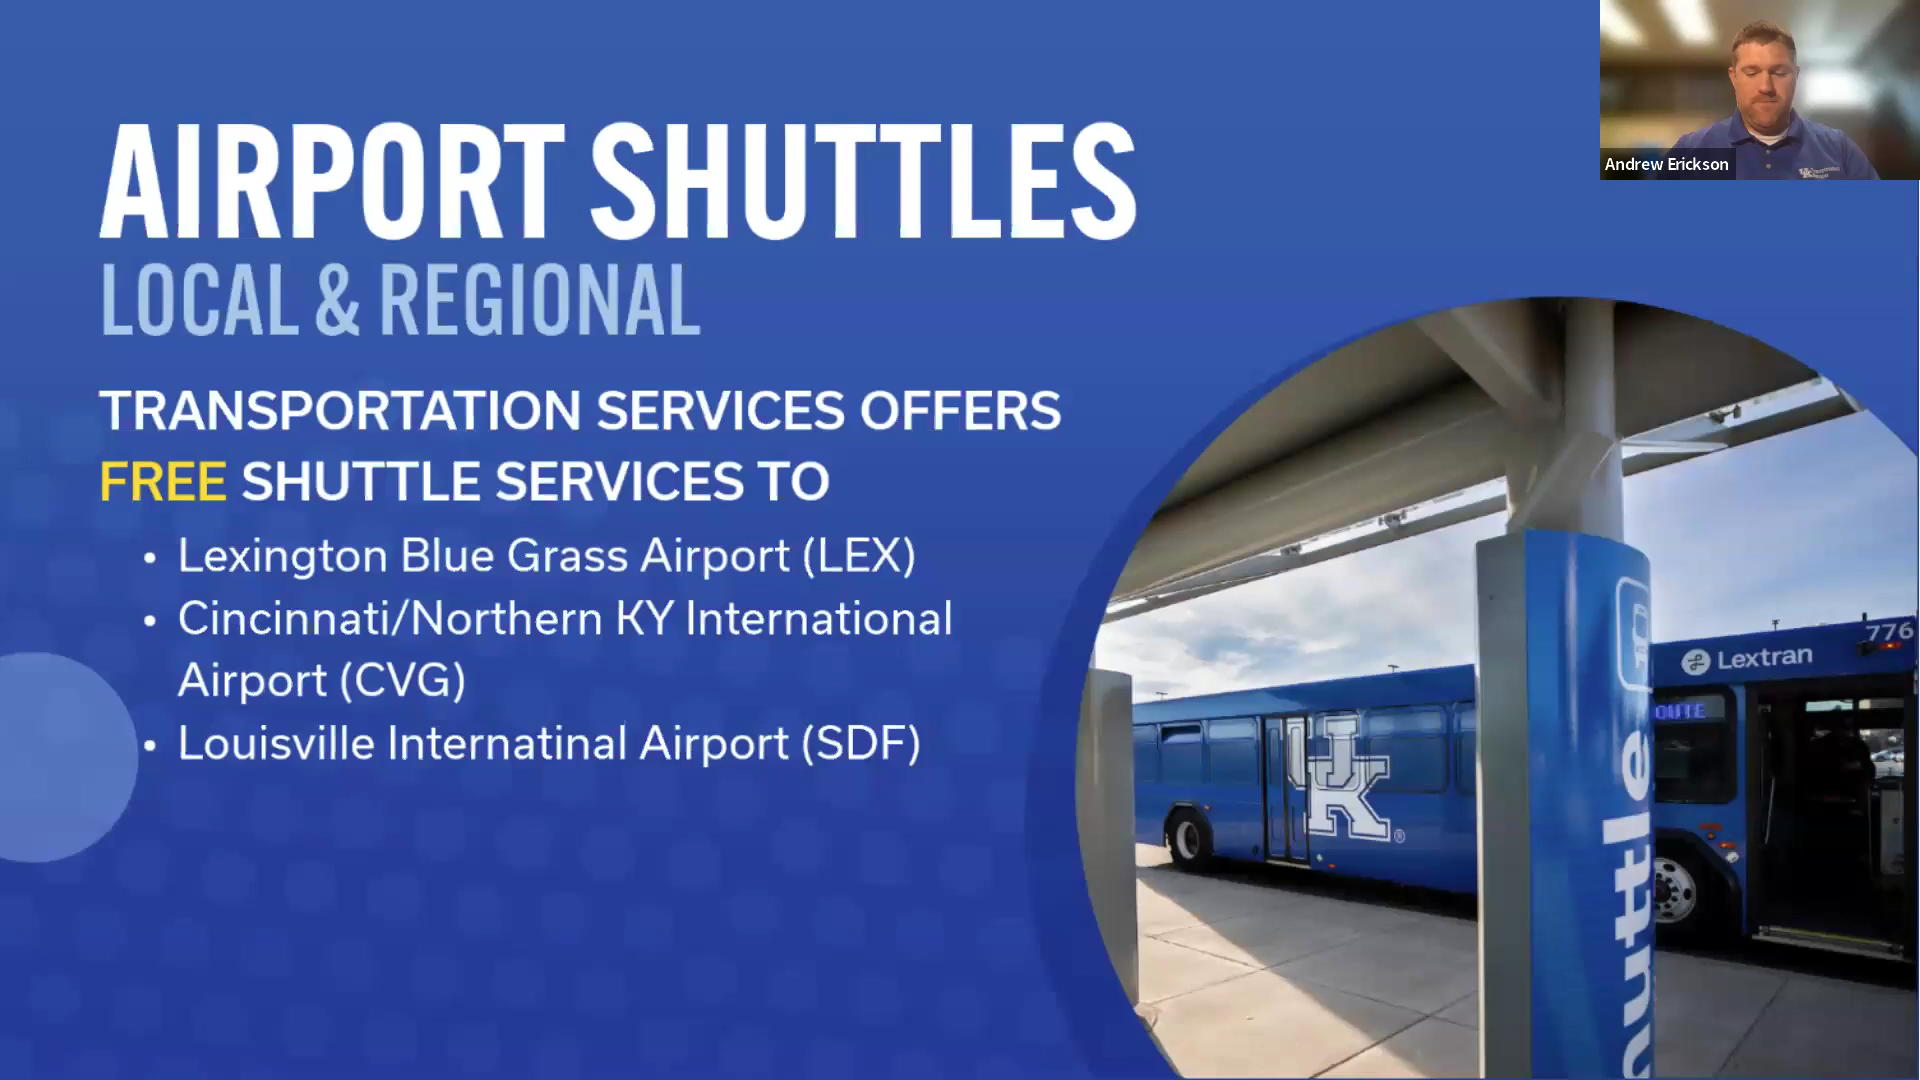 AIRPORT SHUTTLES
LOCAL & REGIONAL
TRANSPORTATION SERVICES OFFERS
FREE SHUTTLE SERVICES TO
• Lexington Blue Grass Airport (LEX)
• Cincinnati/Northern KY International
Airport (CVG)
• Louisville Internatinal Airport (SDF)
Andrew Erickson
UK
776
Lextran
UK
®